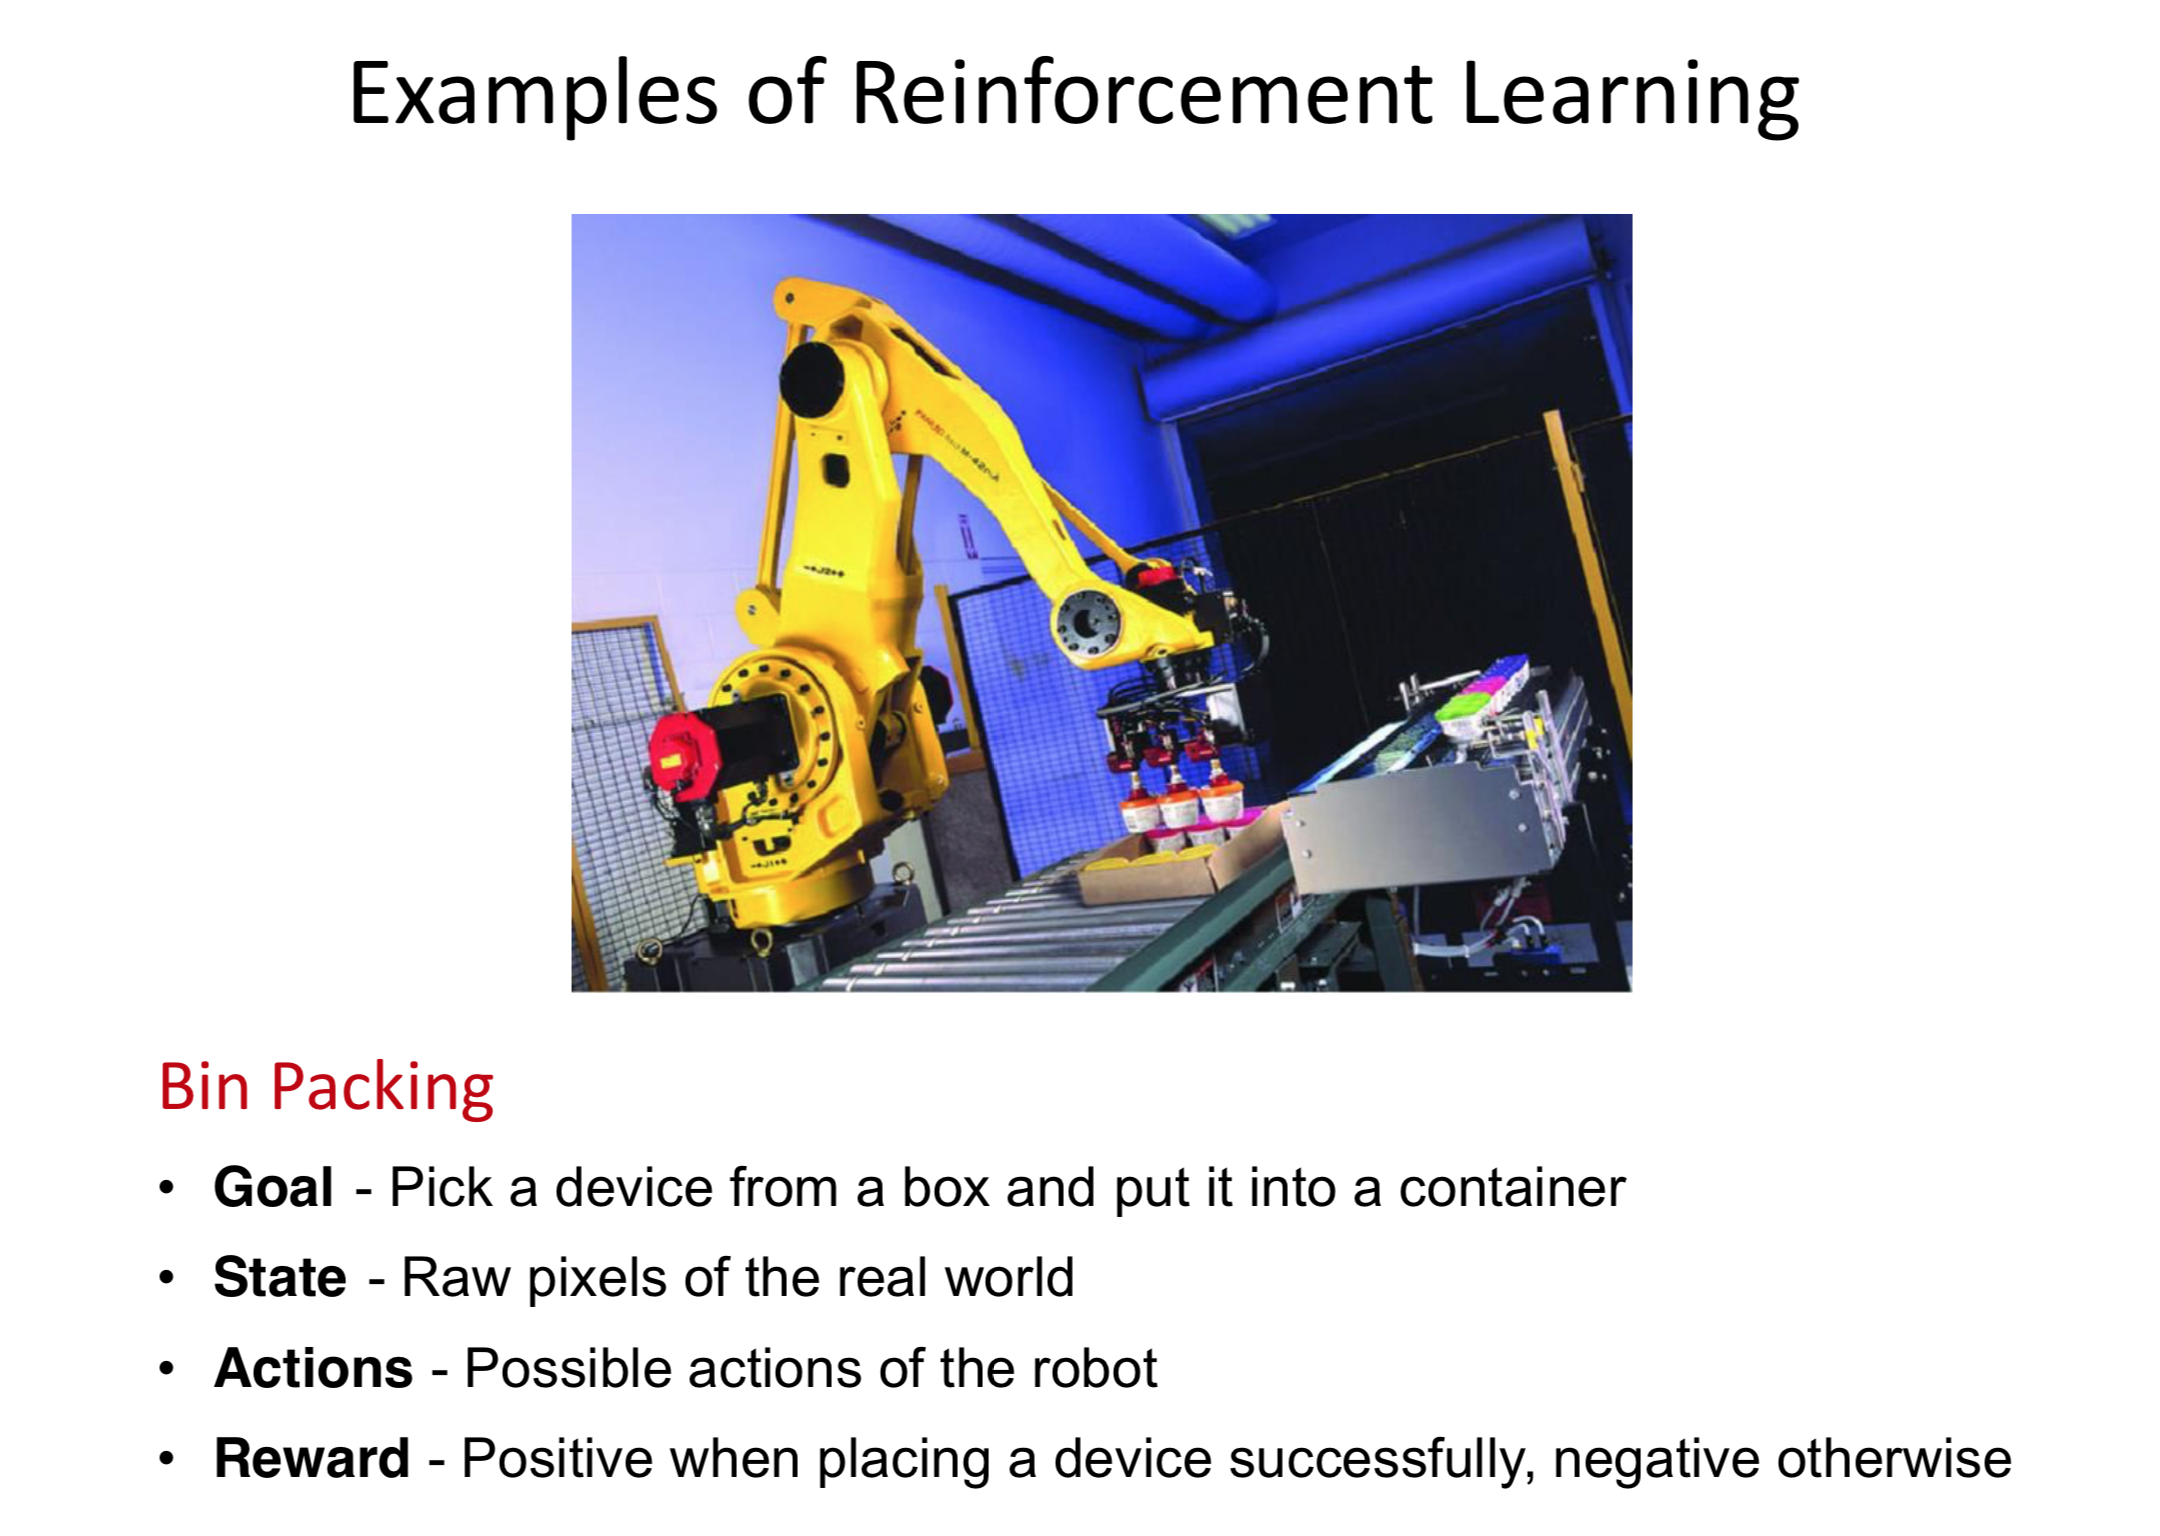 Examples of Reinforcement Learning
Bin Packing
• Goal - Pick a device from a box and put it into a container
• State - Raw pixels of the real world
• Actions - Possible actions of the robot
• Reward - Positive when placing a device successfully, negative otherwise